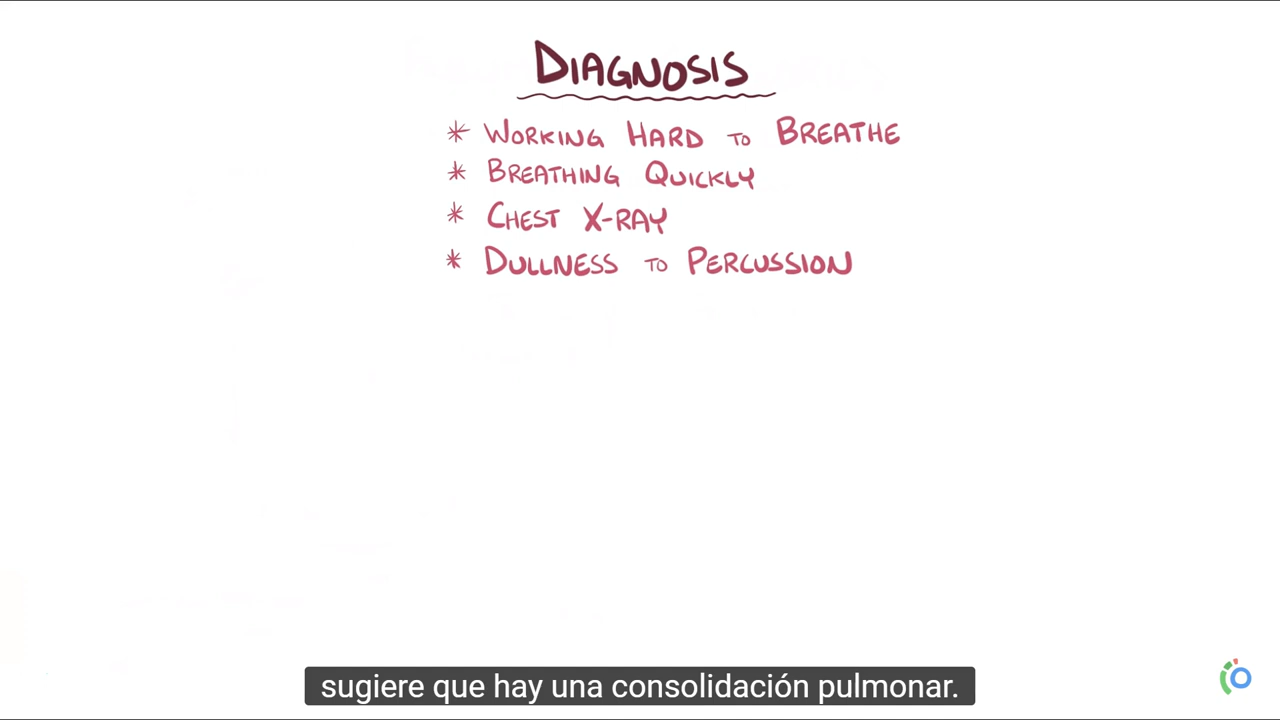 DIAGNOSIS
* WORKING HARD TO BREATHE
* BREATHING QUICKLY
* CHEST X-RAY
* DULLNESS TO PERCUSSION
sugiere que hay una consolidación pulmonar.